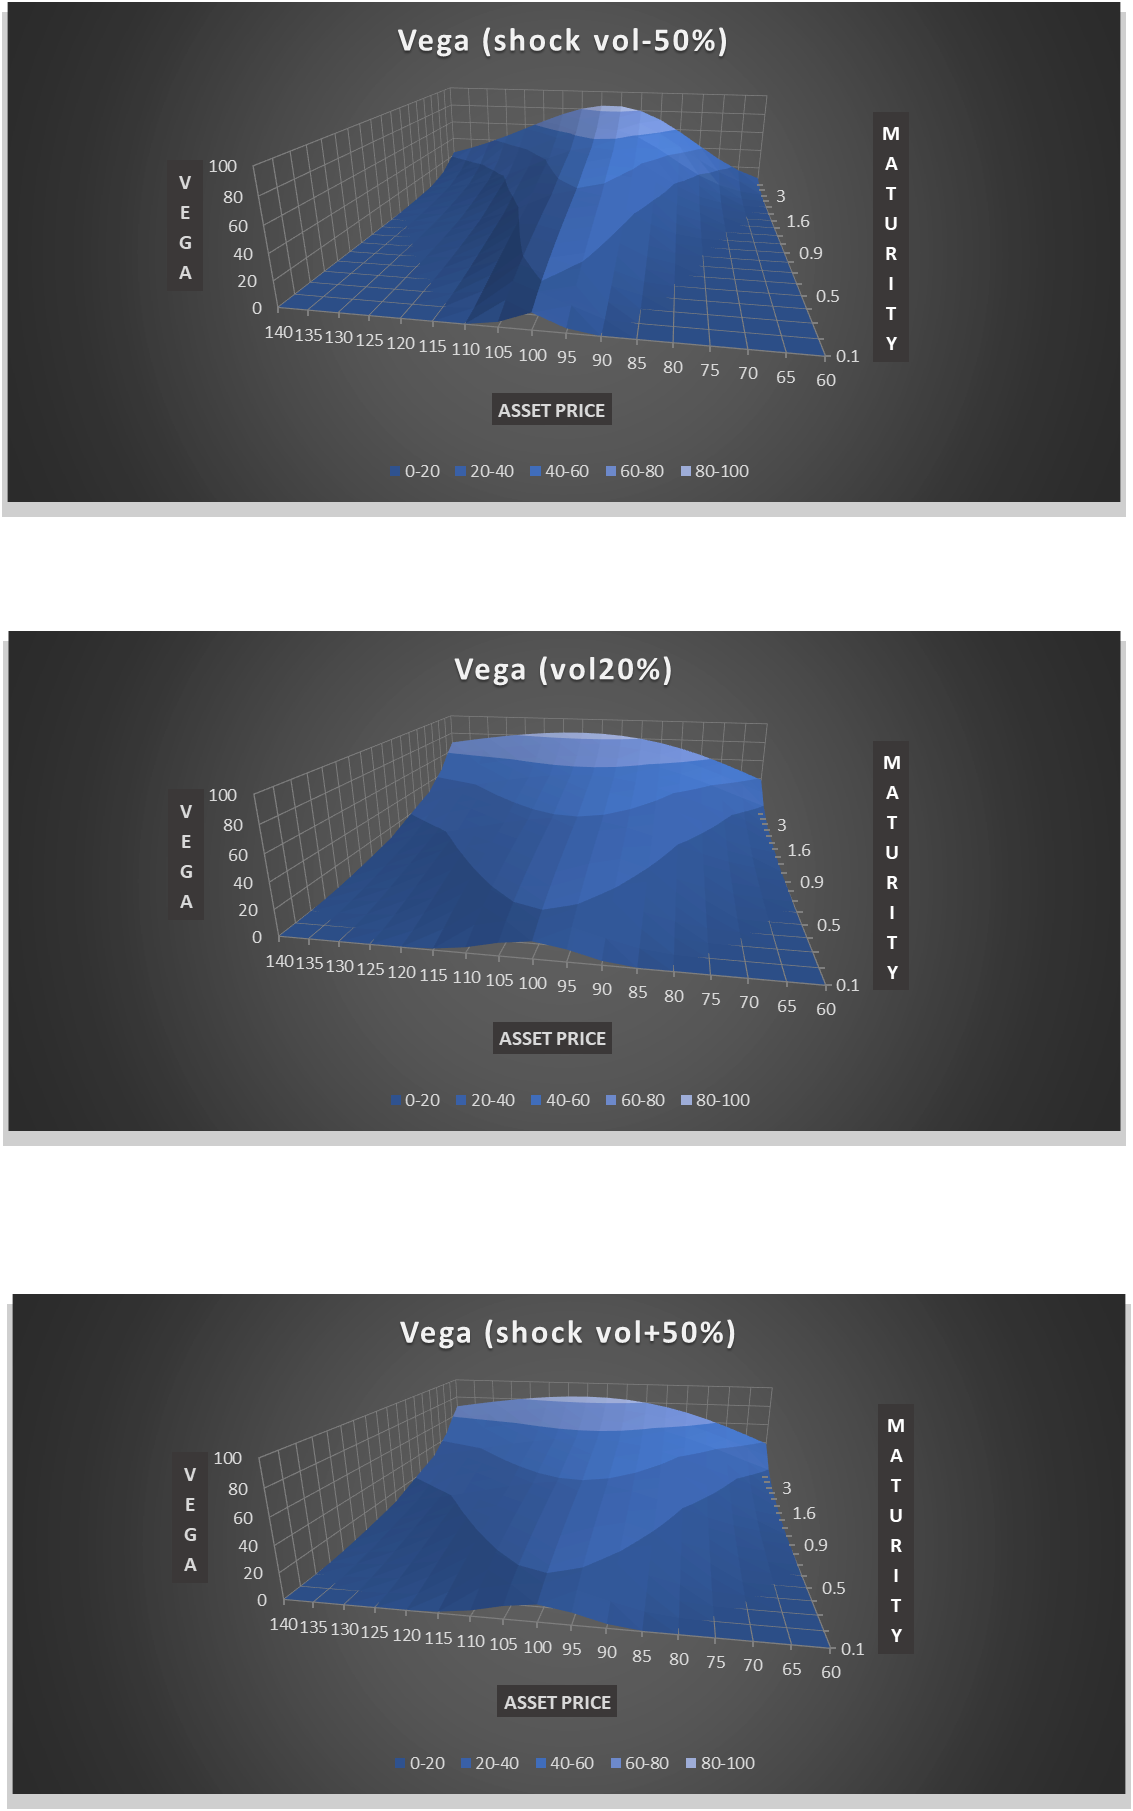 Vega (shock vol-50%)
100
80
60
40
20
0
VEGA
140 135 130 125 120 115 110 105 100 95 90 85 80 75 70 65 60
3
1.6
0.9
0.5
0.1
MATURITY
ASSET PRICE
0-20 20-40 40-60 60-80 80-100
Vega (vol20%)
100
80
60
40
20
0
VEGA
140 135 130 125 120 115 110 105 100 95 90 85 80 75 70 65 60
3
1.6
0.9
0.5
0.1
MATURITY
ASSET PRICE
0-20 20-40 40-60 60-80 80-100
Vega (shock vol+50%)
100
80
60
40
20
0
VEGA
140 135 130 125 120 115 110 105 100 95 90 85 80 75 70 65 60
3
1.6
0.9
0.5
0.1
MATURITY
ASSET PRICE
0-20 20-40 40-60 60-80 80-100